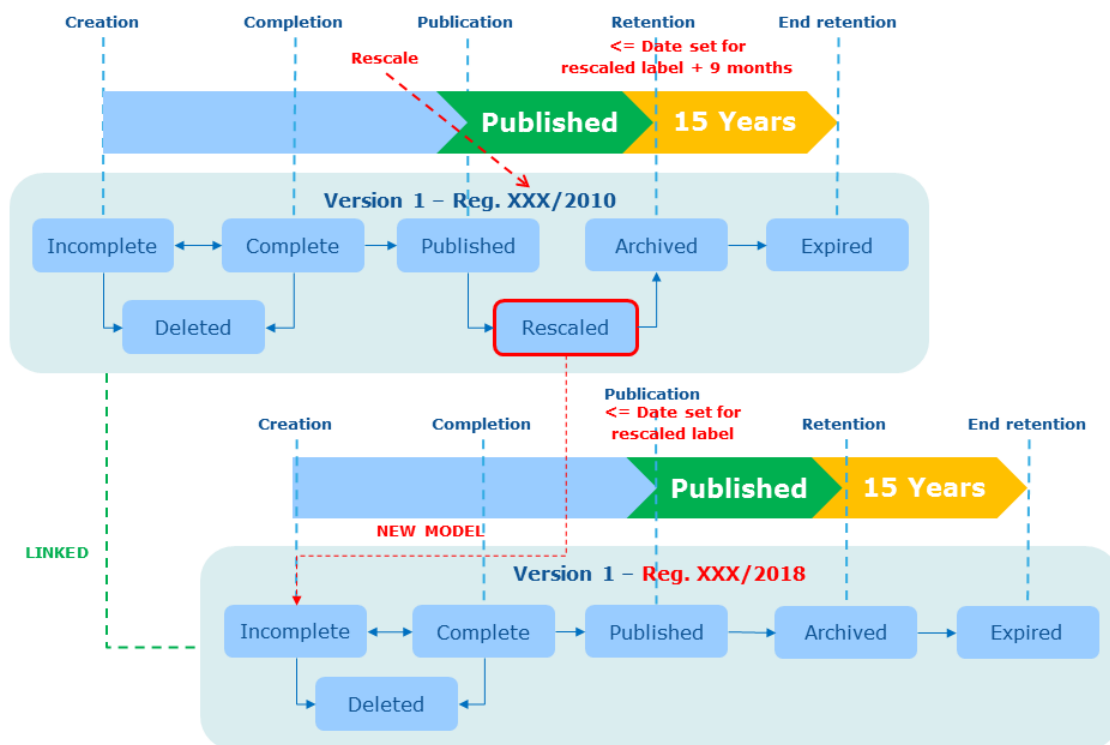 Creation
Completion
Publication
Retention
End retention
<= Date set for
rescaled label + 9 months
Rescale
Published
15 Years
Version 1 – Reg. XXX/2010
Incomplete
Complete
Published
Archived
Expired
Deleted
Rescaled
Publication
<= Date set for
rescaled label
Creation
Completion
Retention
End retention
Published
15 Years
NEW MODEL
LINKED
Version 1 – Reg. XXX/2018
Incomplete
Complete
Published
Archived
Expired
Deleted